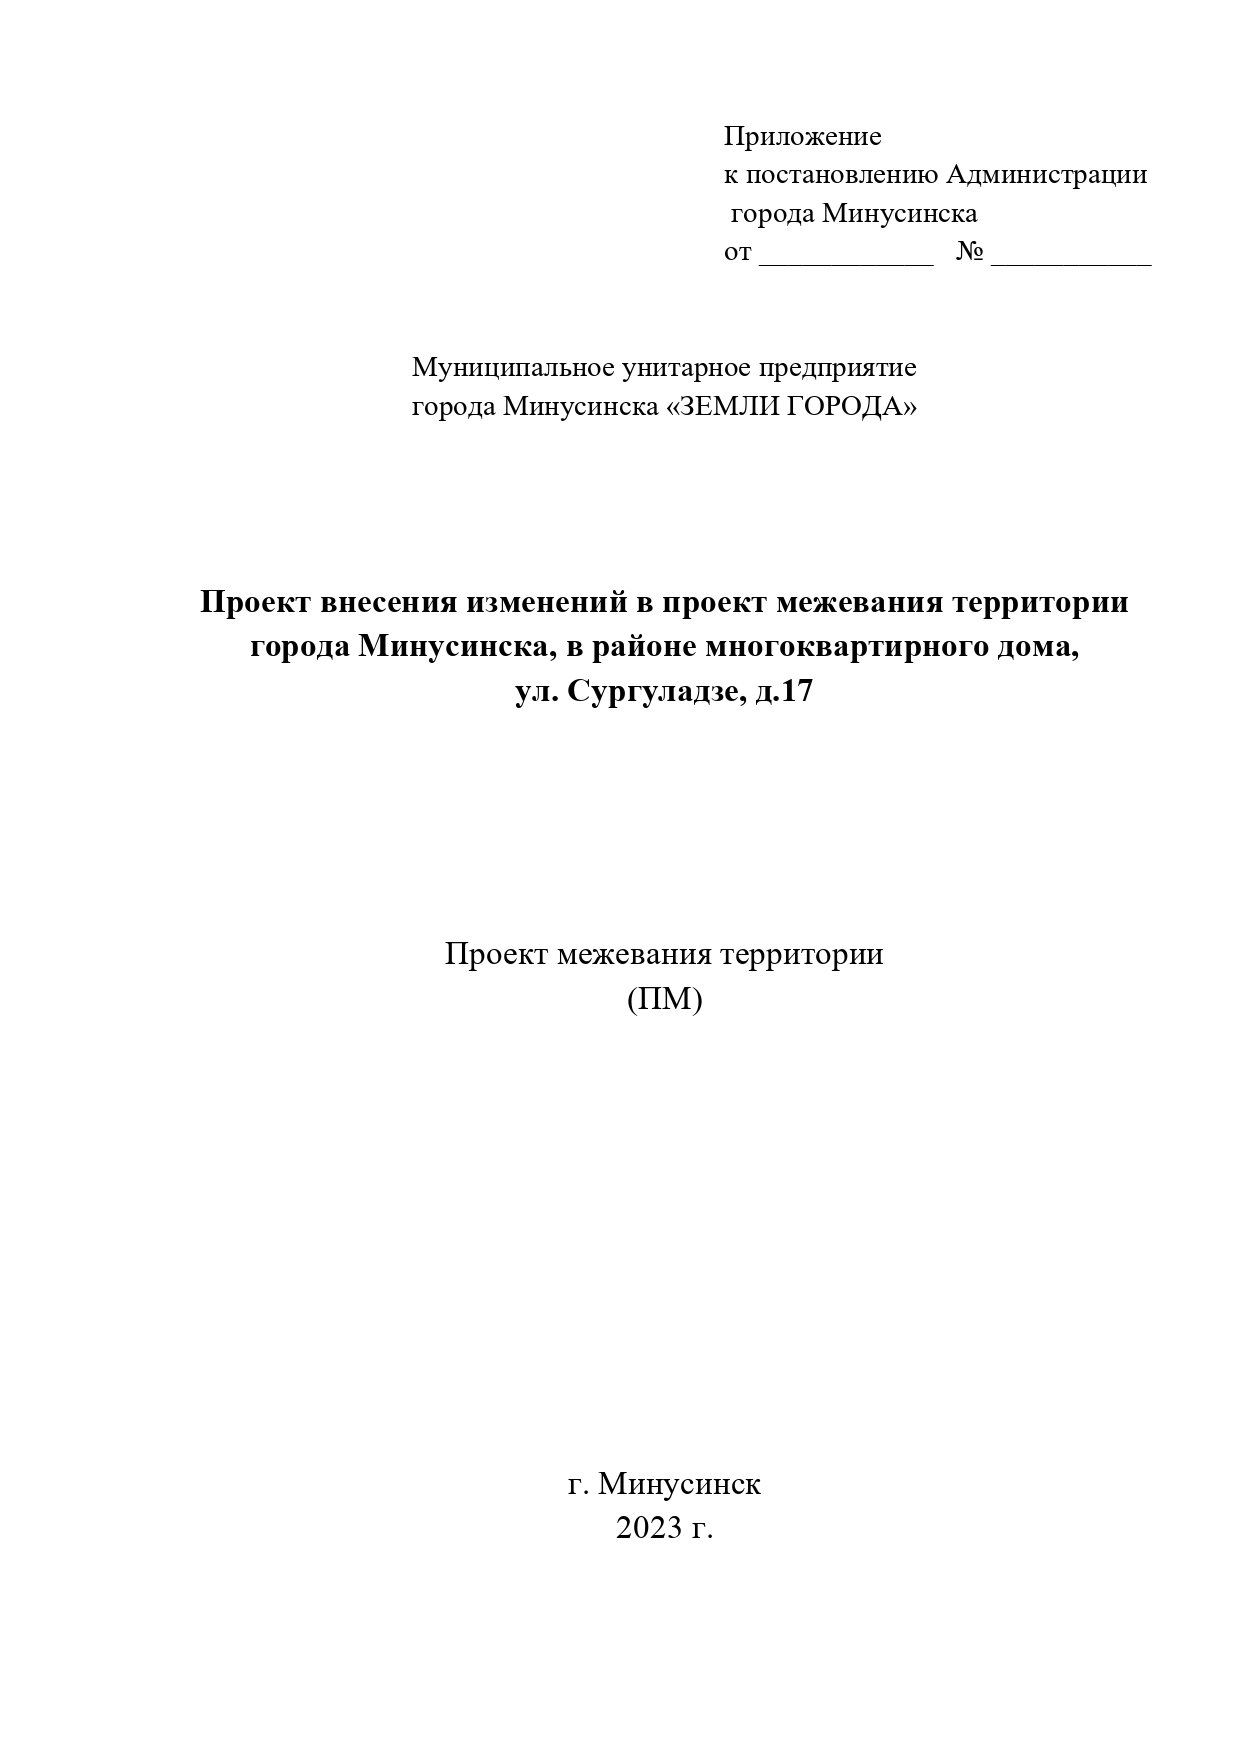 Приложение
к постановлению Администрации
города Минусинска
от ____________ № ___________
Муниципальное унитарное предприятие
города Минусинска «ЗЕМЛИ ГОРОДА»
Проект внесения изменений в проект межевания территории
города Минусинска, в районе многоквартирного дома,
ул. Сургуладзе, д.17
Проект межевания территории
(ПМ)
г. Минусинск
2023 г.